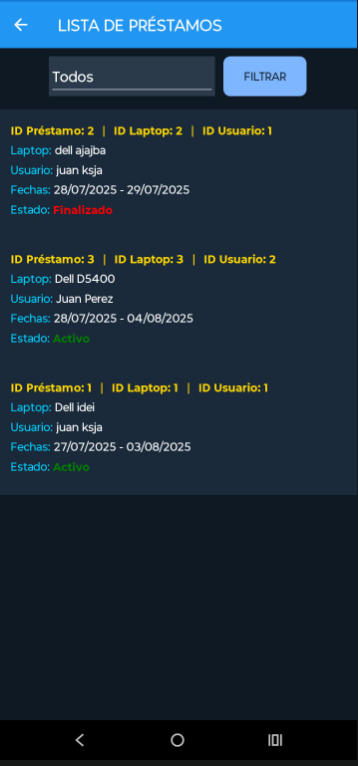 LISTA DE PRÉSTAMOS
Todos
FILTRAR
ID Préstamo: 2 | ID Laptop: 2 | ID Usuario: 1
Laptop: dell ajajba
Usuario: juan ksja
Fechas: 28/07/2025 - 29/07/2025
Estado: Finalizado
ID Préstamo: 3 | ID Laptop: 3 | ID Usuario: 2
Laptop: Dell D5400
Usuario: Juan Perez
Fechas: 28/07/2025 - 04/08/2025
Estado: Activo
ID Préstamo: 1 | ID Laptop: 1 | ID Usuario: 1
Laptop: Dell idei
Usuario: juan ksja
Fechas: 27/07/2025 - 03/08/2025
Estado: Activo